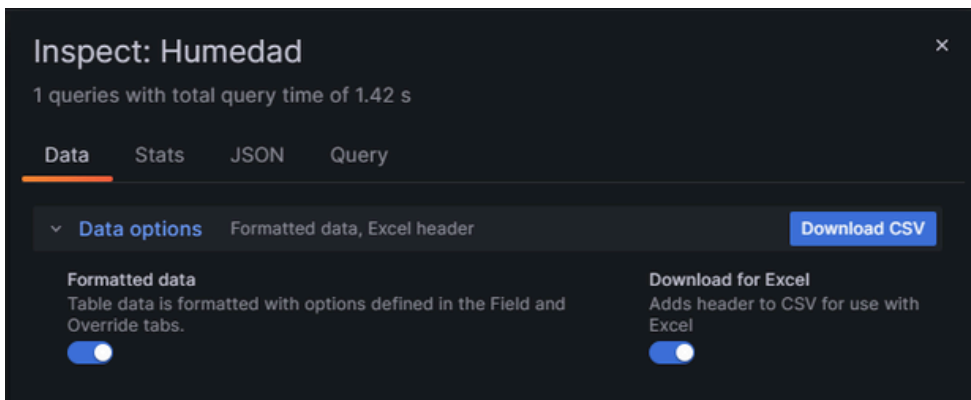 Inspect: Humedad
1 queries with total query time of 1.42 s
Data Stats JSON Query
Data options Formatted data, Excel header Download CSV
Formatted data
Table data is formatted with options defined in the Field and
Override tabs.
Download for Excel
Adds header to CSV for use with
Excel